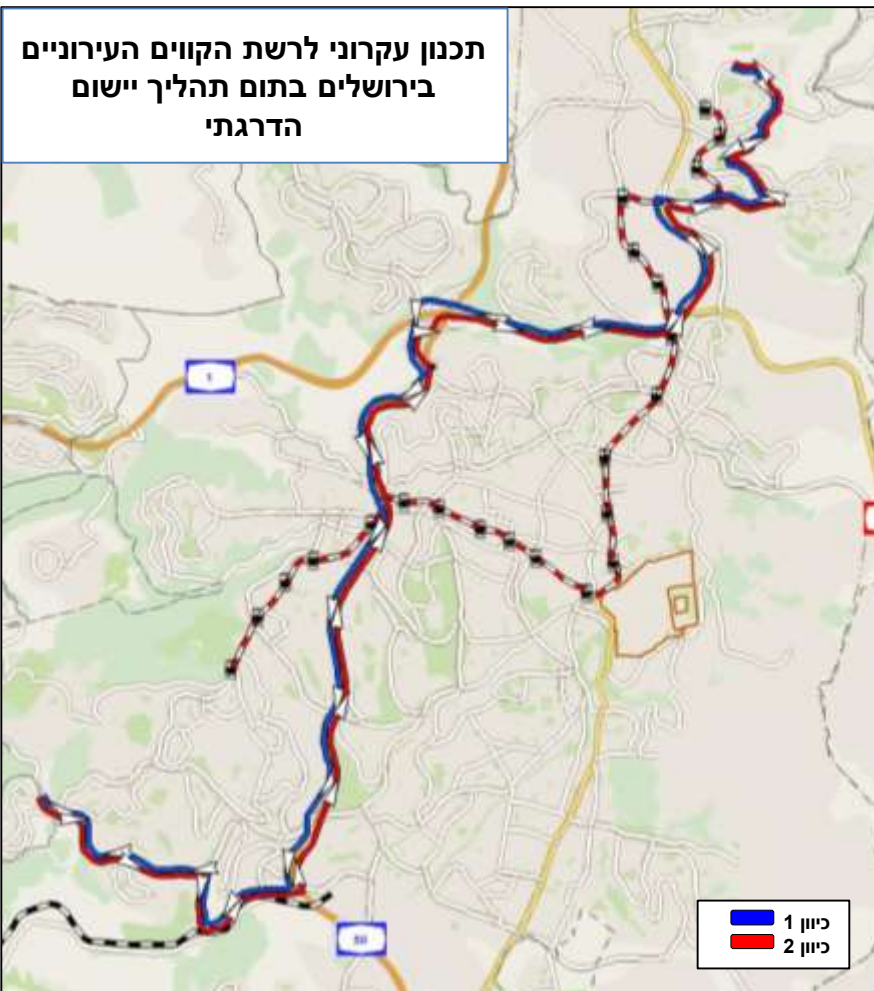 תכנון עקרוני לרשת הקווים העירוניים
בירושלים בתום תהליך יישום
הדרגתי
1
50
כיוון 1
כיוון 2